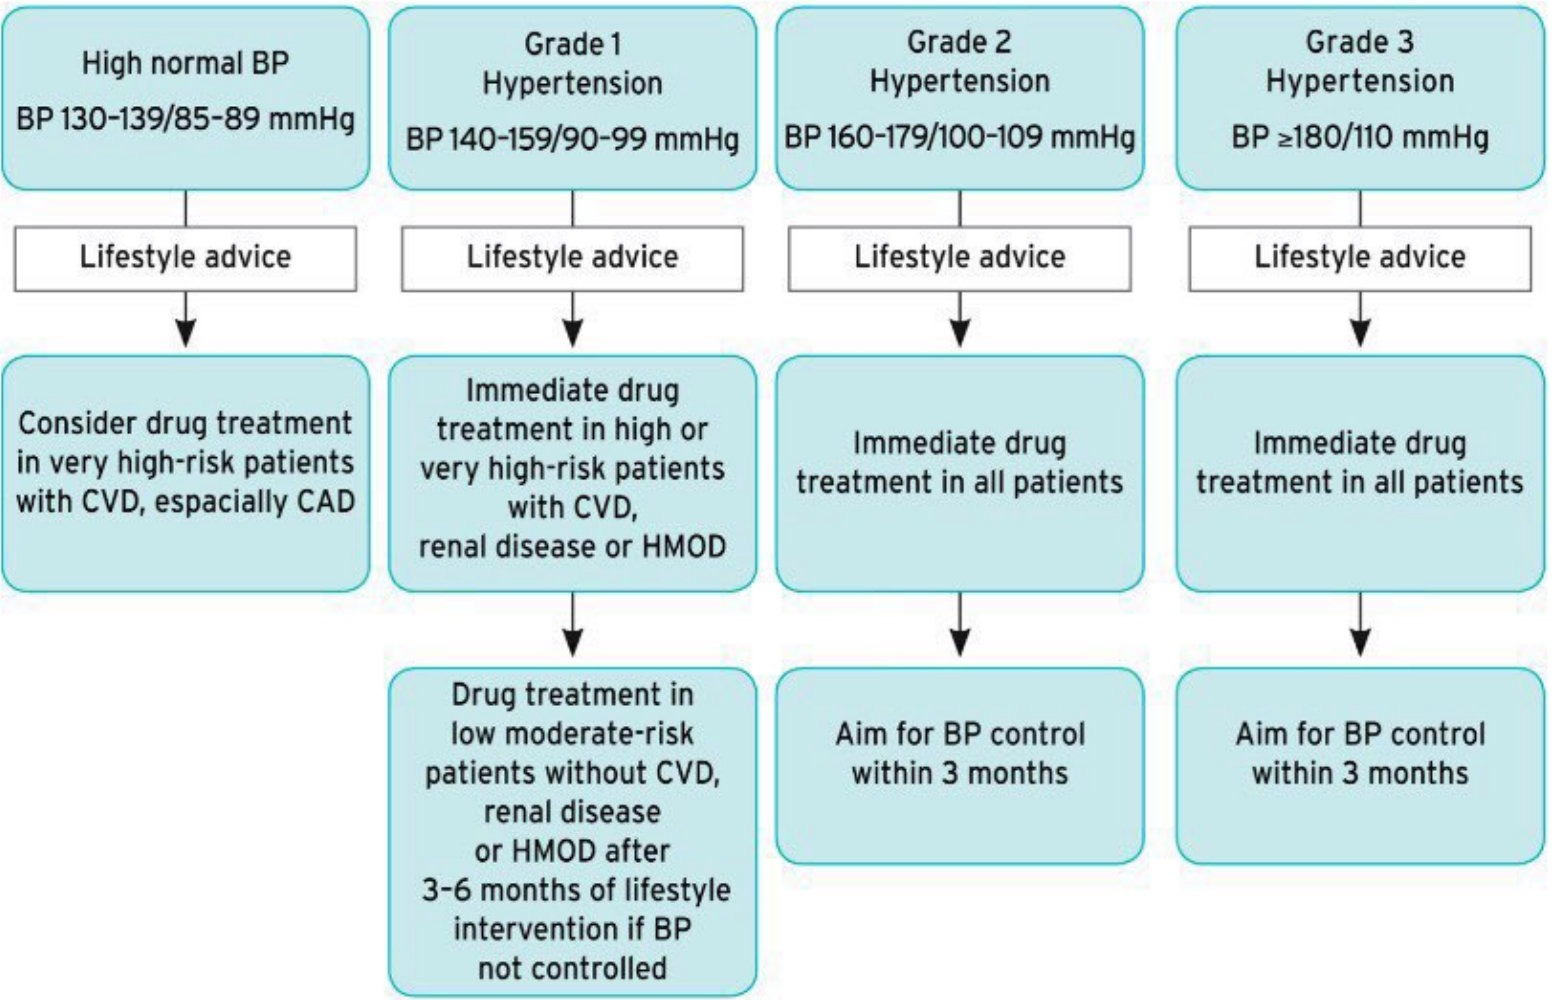 High normal BP
BP 130-139/85-89 mmHg
Lifestyle advice
Consider drug treatment
in very high-risk patients
with CVD, espacially CAD
Grade 1
Hypertension
BP 140-159/90-99 mmHg
Lifestyle advice
Immediate drug
treatment in high or
very high-risk patients
with CVD,
renal disease or HMOD
Drug treatment in
low moderate-risk
patients without CVD,
renal disease
or HMOD after
3-6 months of lifestyle
intervention if BP
not controlled
Grade 2
Hypertension
BP 160-179/100-109 mmHg
Lifestyle advice
Immediate drug
treatment in all patients
Aim for BP control
within 3 months
Grade 3
Hypertension
BP ≥180/110 mmHg
Lifestyle advice
Immediate drug
treatment in all patients
Aim for BP control
within 3 months